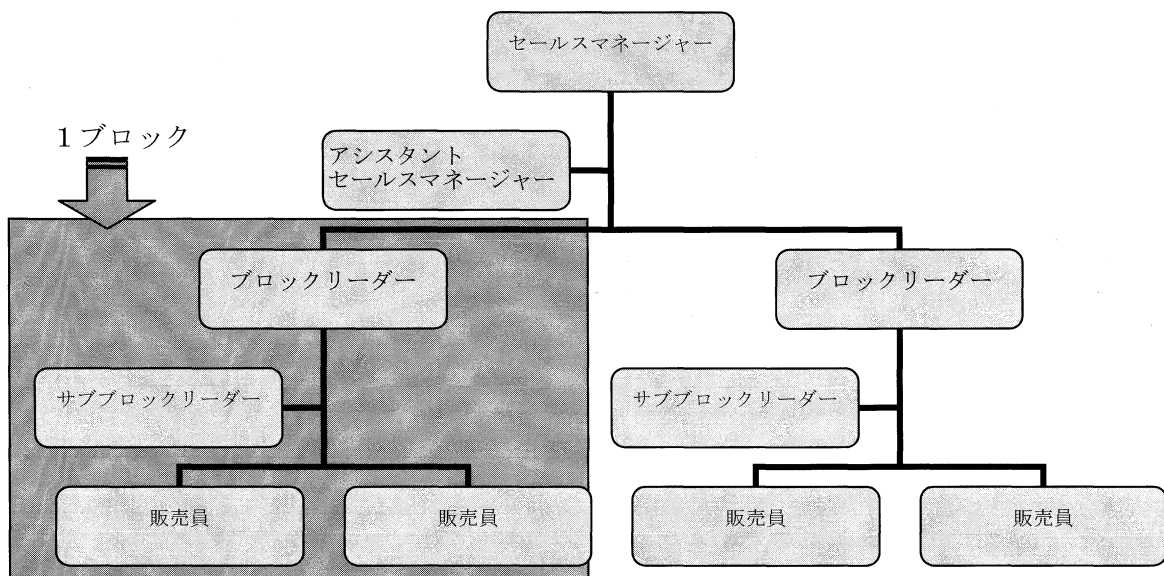 セールスマネージャー
1ブロック
アシスタント
セールスマネージャー
ブロックリーダー
ブロックリーダー
サブブロックリーダー
サブブロックリーダー
販売員
販売員
販売員
販売員